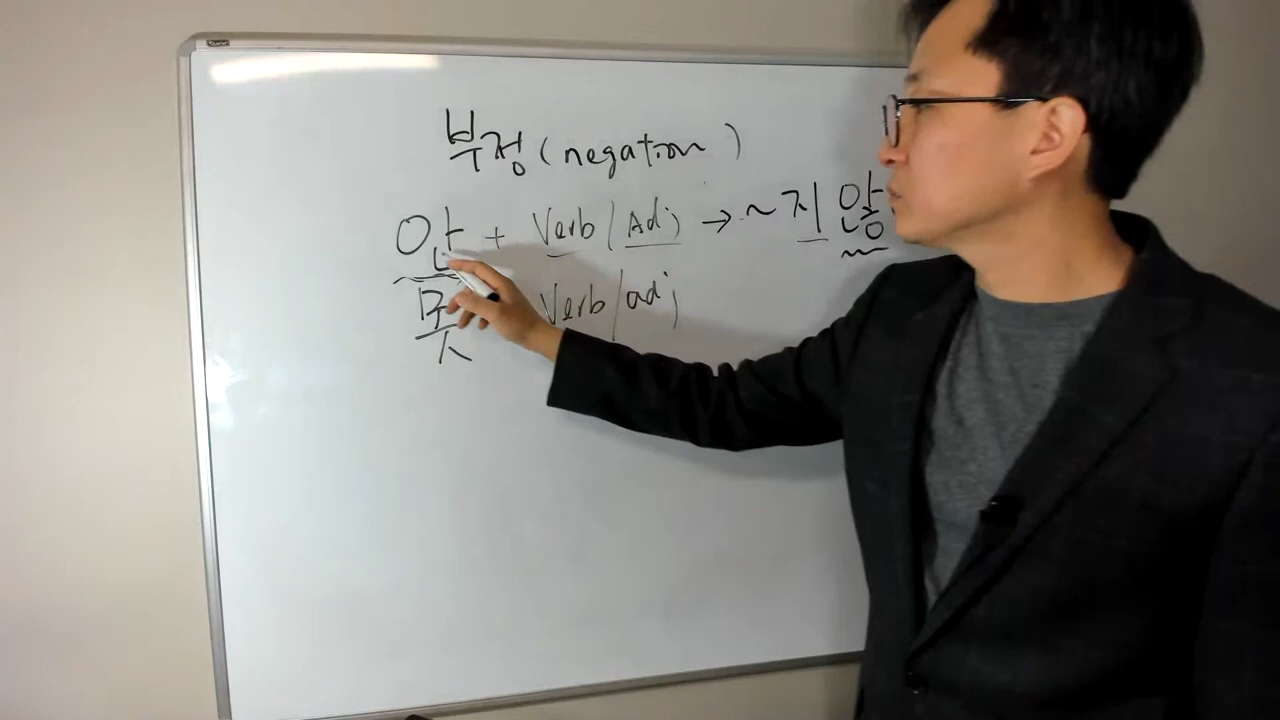 부정 (negation)
안 + Verb / Adj → ~지 않
못 Verb / adj